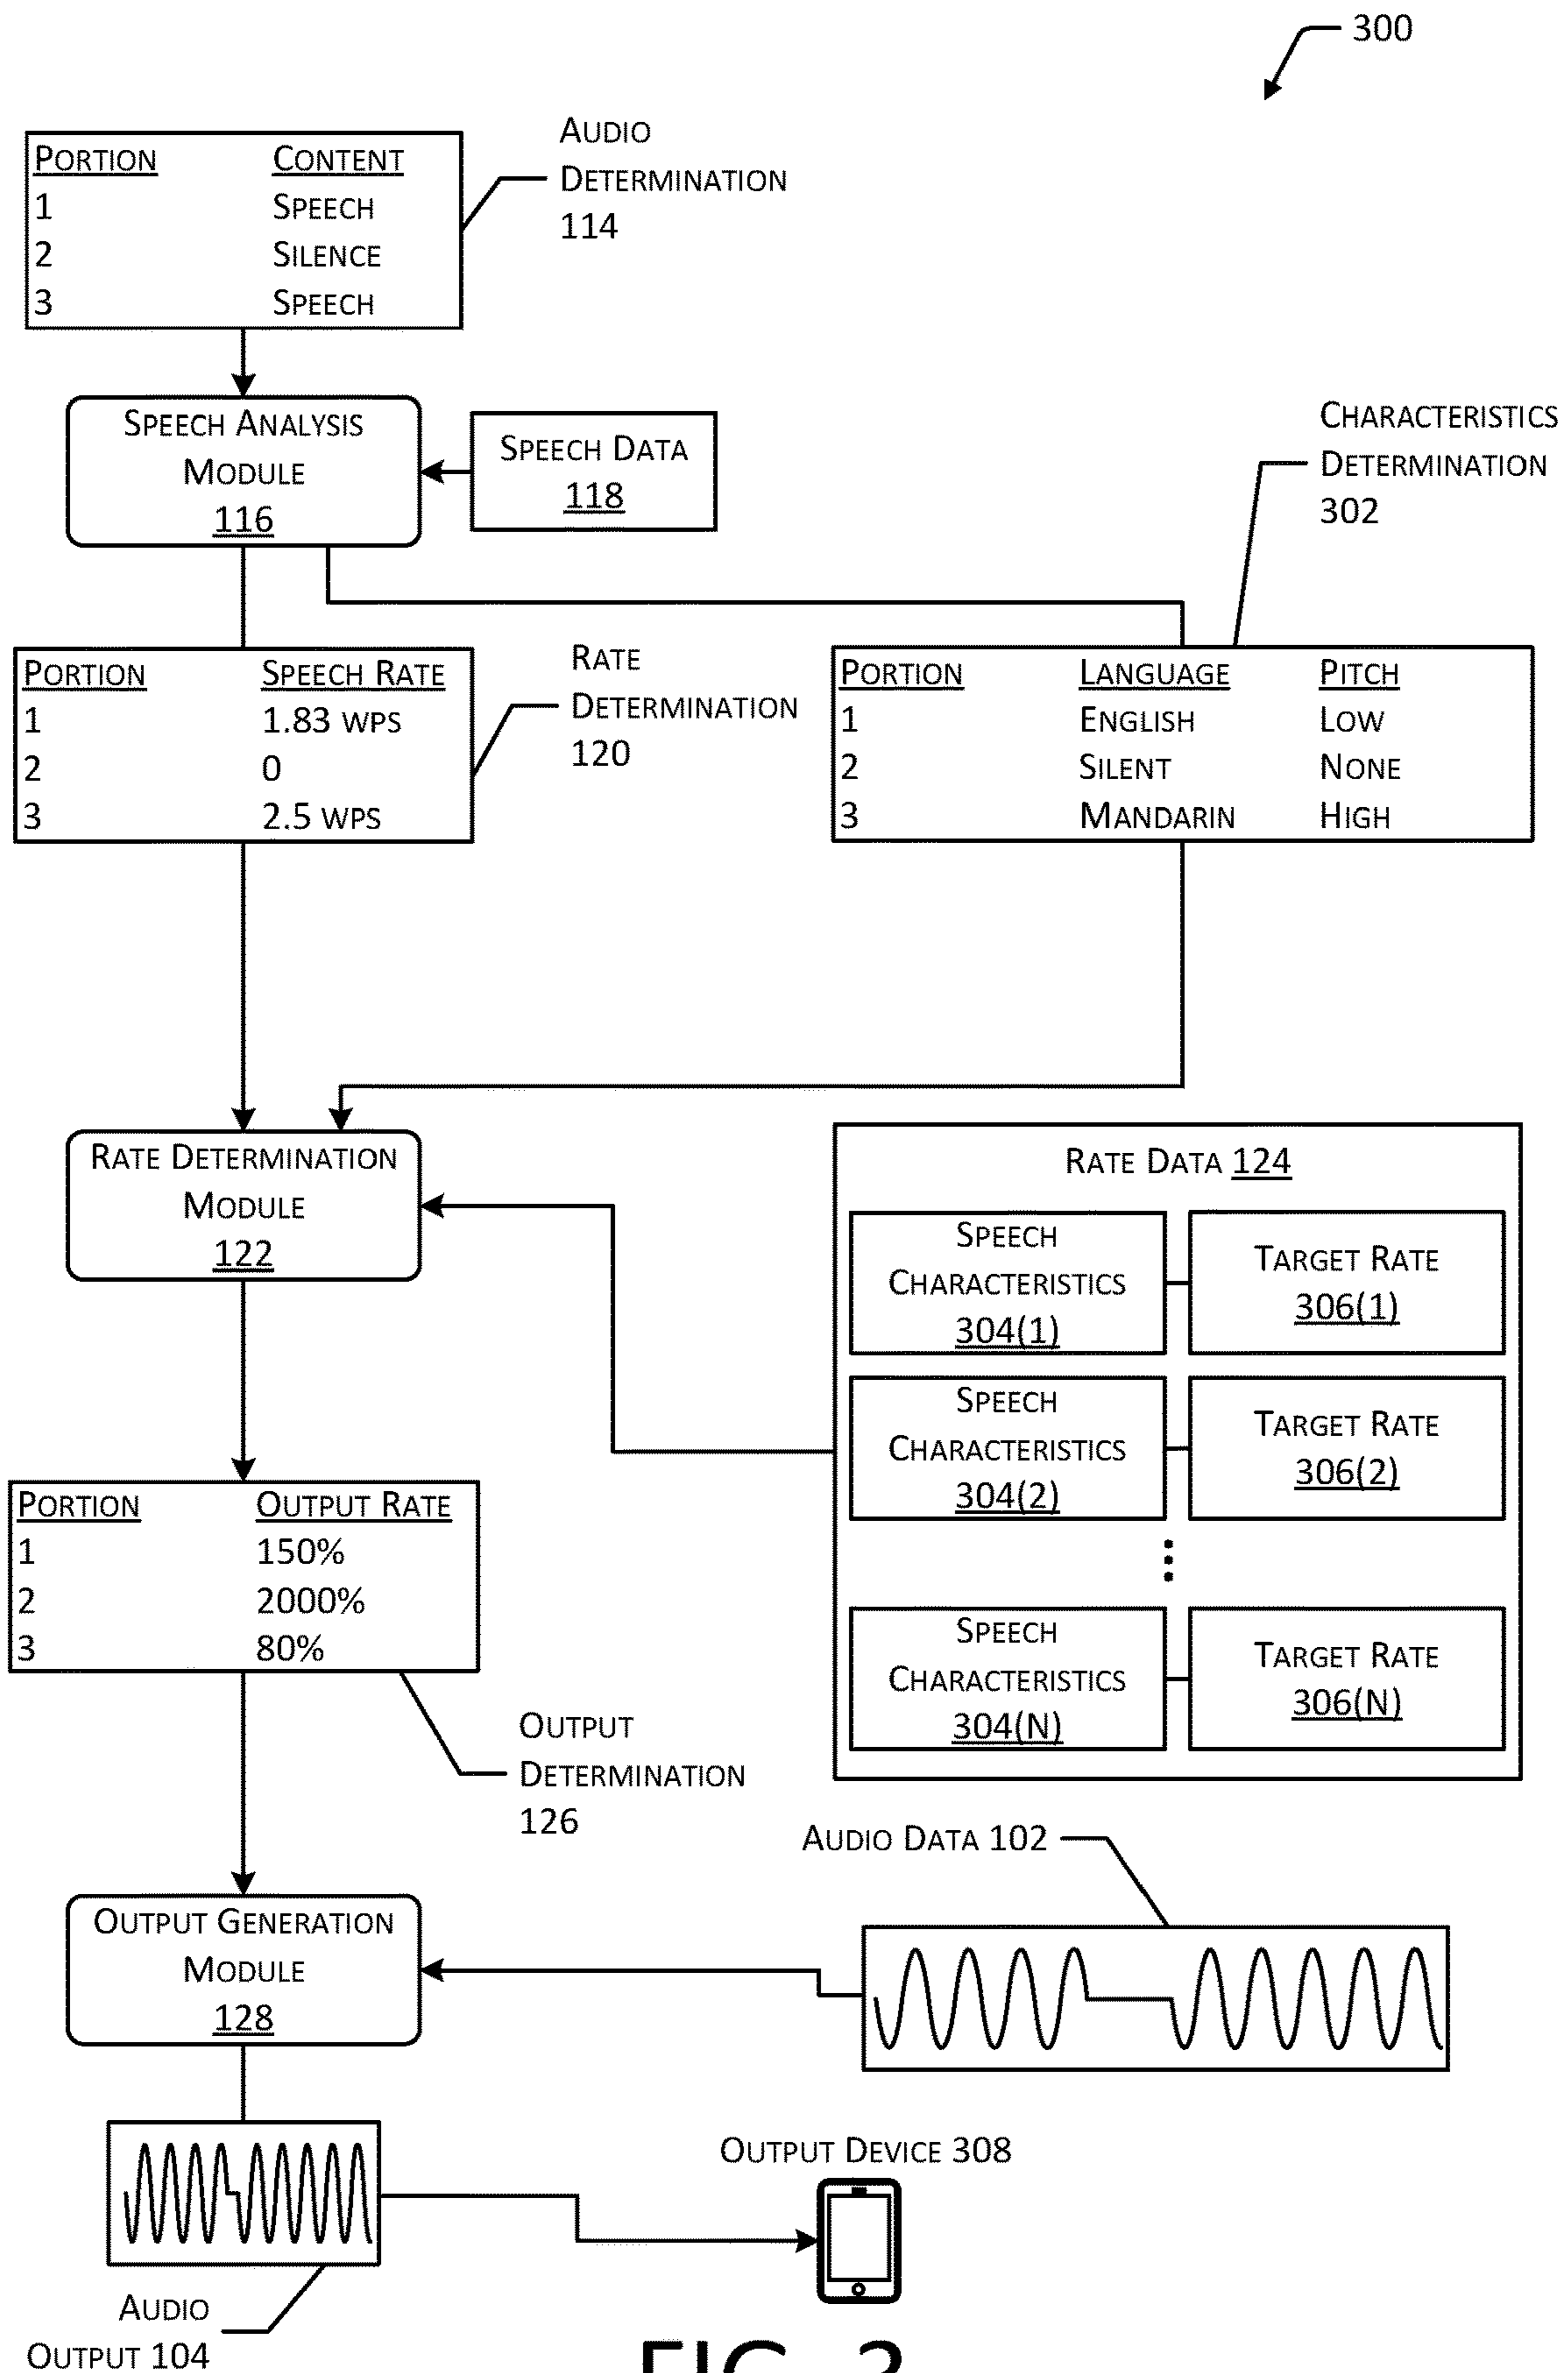 300
PORTION CONTENT
1 SPEECH
2 SILENCE
3 SPEECH
AUDIO
DETERMINATION
114
SPEECH ANALYSIS
MODULE
116
SPEECH DATA
118
CHARACTERISTICS
DETERMINATION
302
PORTION SPEECH RATE
1 1.83 WPS
2 0
3 2.5 WPS
RATE
DETERMINATION
120
PORTION LANGUAGE PITCH
1 ENGLISH LOW
2 SILENT NONE
3 MANDARIN HIGH
RATE DETERMINATION
MODULE
122
RATE DATA 124
SPEECH
CHARACTERISTICS
304(1)
TARGET RATE
306(1)
SPEECH
CHARACTERISTICS
304(2)
TARGET RATE
306(2)
SPEECH
CHARACTERISTICS
304(N)
TARGET RATE
306(N)
PORTION OUTPUT RATE
1 150%
2 2000%
3 80%
OUTPUT
DETERMINATION
126
AUDIO DATA 102
OUTPUT GENERATION
MODULE
128
OUTPUT DEVICE 308
AUDIO
OUTPUT 104
FIG. 3